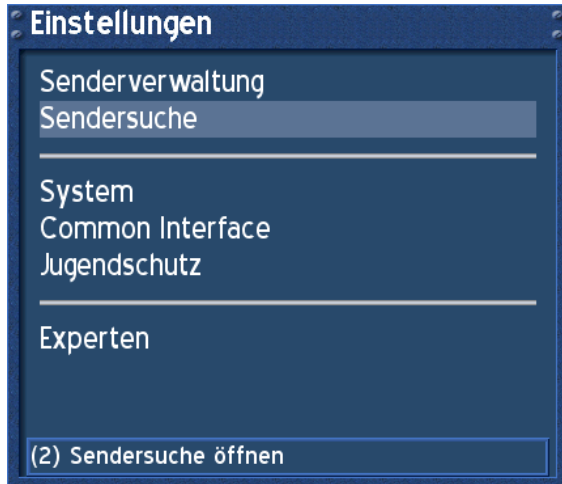 Einstellungen
Senderverwaltung
Sendersuche
System
Common Interface
Jugendschutz
Experten
(2) Sendersuche öffnen